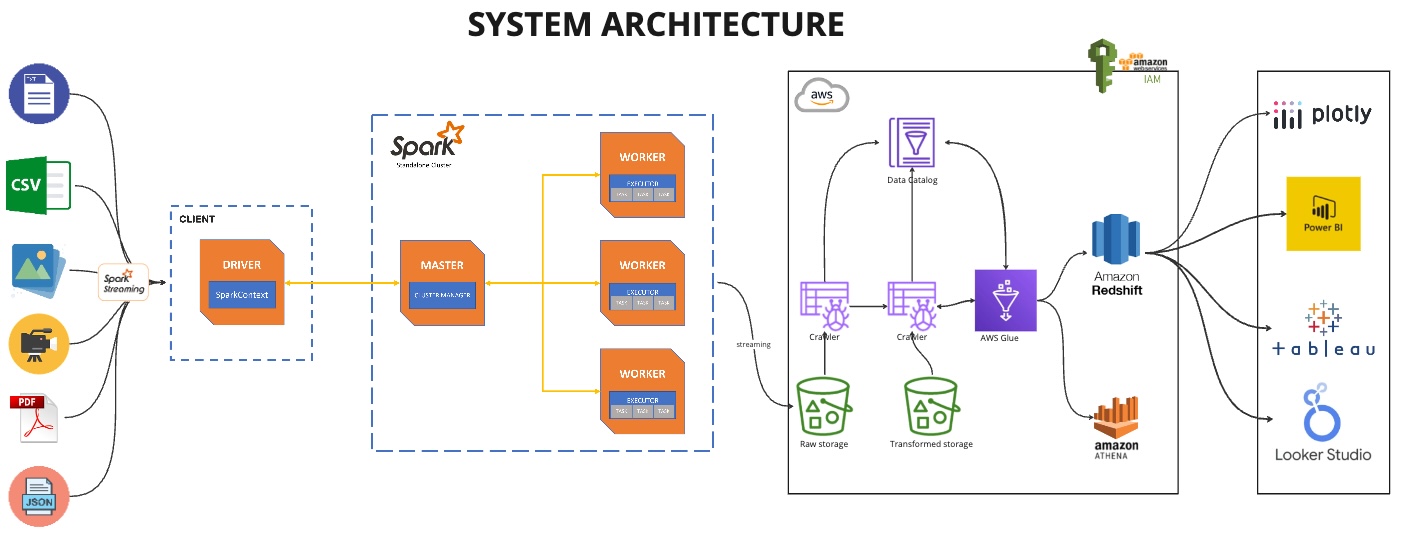 SYSTEM ARCHITECTURE
TXT
CSV
PDF
JSON
Spark
Streaming
CLIENT
DRIVER
SparkContext
Spark
Standalone Cluster
MASTER
CLUSTER MANAGER
WORKER
EXECUTOR
TASK TASK TASK
WORKER
EXECUTOR
TASK TASK TASK
WORKER
EXECUTOR
TASK TASK TASK
streaming
aws
amazon
web services
IAM
Data Catalog
Crawler
Crawler
AWS Glue
Raw storage
Transformed storage
Amazon
Redshift
amazon
ATHENA
plotly
Power BI
+ableau
Looker Studio